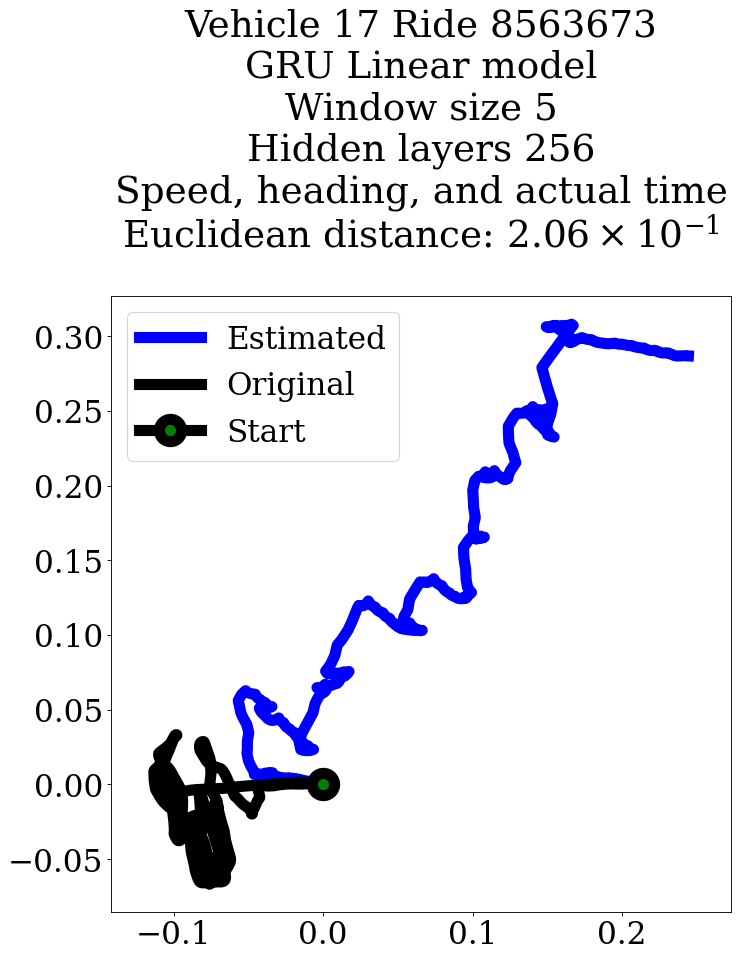 Vehicle 17 Ride 8563673
GRU Linear model
Window size 5
Hidden layers 256
Speed, heading, and actual time
Euclidean distance: 2.06 × 10⁻¹
Estimated
Original
Start
0.30
0.25
0.20
0.15
0.10
0.05
0.00
−0.05
−0.1 0.0 0.1 0.2